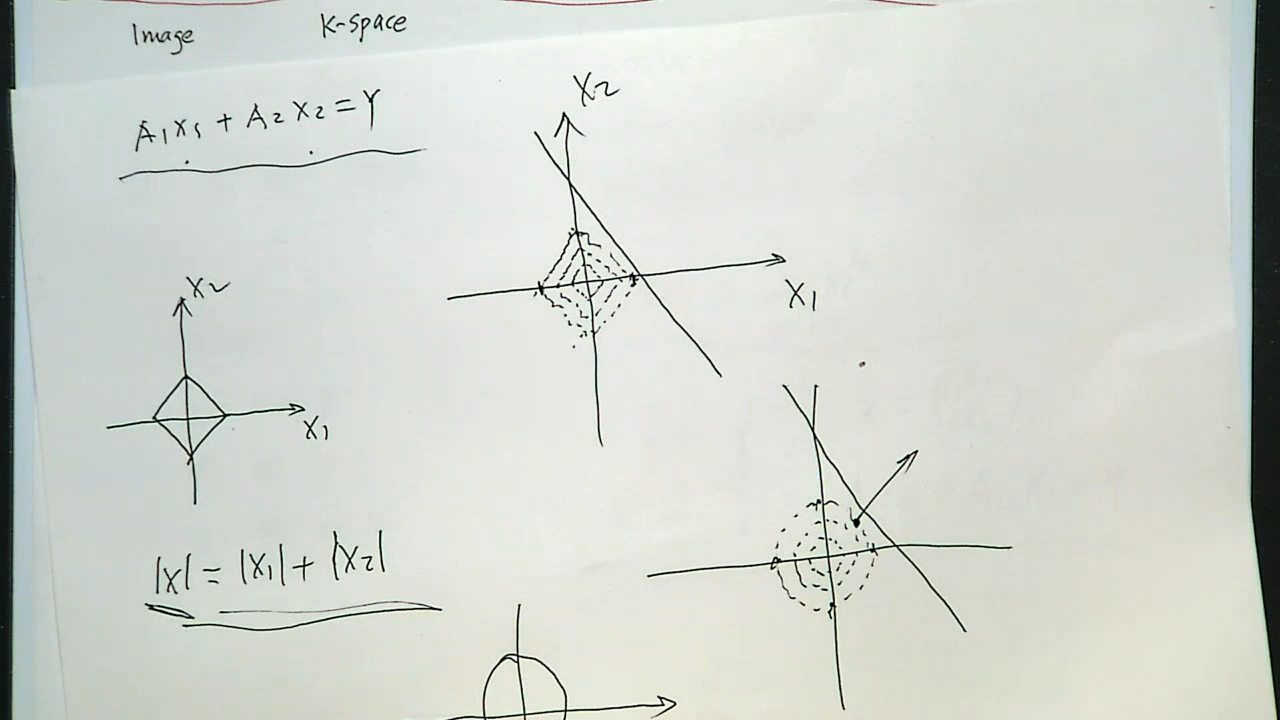 Image K-space
A1X1 + A2X2 = Y
X2
X1
X2
X1
|X| = |X1| + |X2|